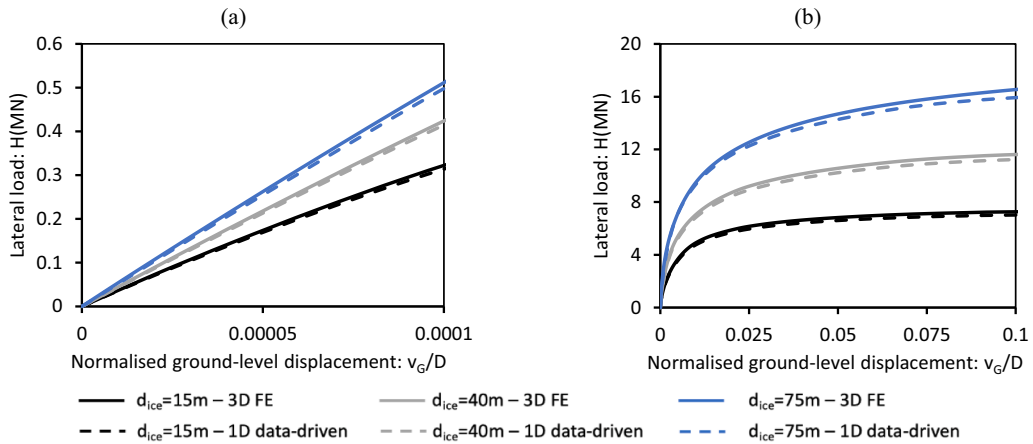 (a)
(b)
0.6
0.5
0.4
0.3
0.2
0.1
0
Lateral load: H(MN)
0
0.00005
0.0001
Normalised ground-level displacement: vG/D
20
16
12
8
4
0
Lateral load: H(MN)
0
0.025
0.05
0.075
0.1
Normalised ground-level displacement: vG/D
dice=15m – 3D FE
dice=40m – 3D FE
dice=75m – 3D FE
dice=15m – 1D data-driven
dice=40m – 1D data-driven
dice=75m – 1D data-driven